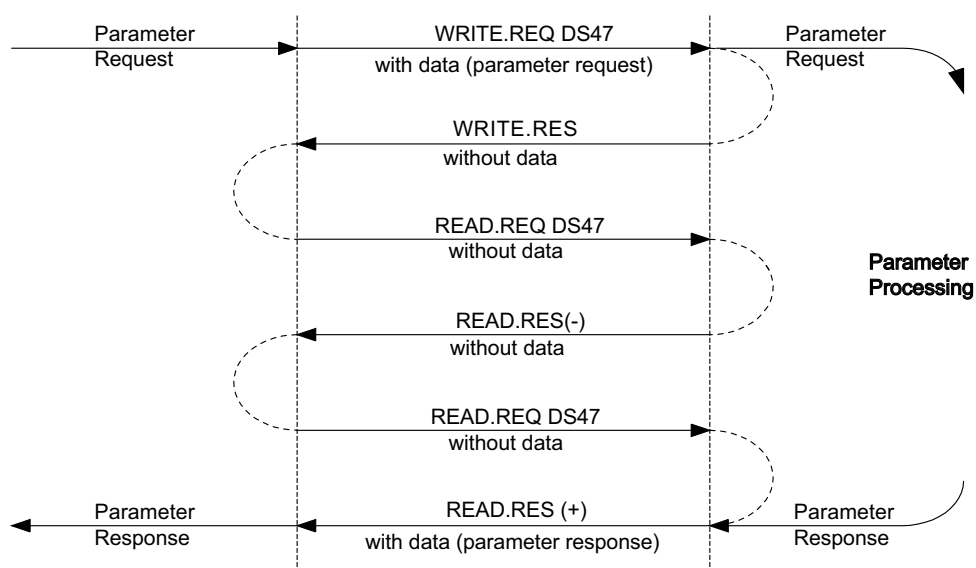 Parameter
Request
WRITE.REQ DS47
with data (parameter request)
Parameter
Request
WRITE.RES
without data
READ.REQ DS47
without data
Parameter
Processing
READ.RES(-)
without data
READ.REQ DS47
without data
Parameter
Response
READ.RES (+)
with data (parameter response)
Parameter
Response